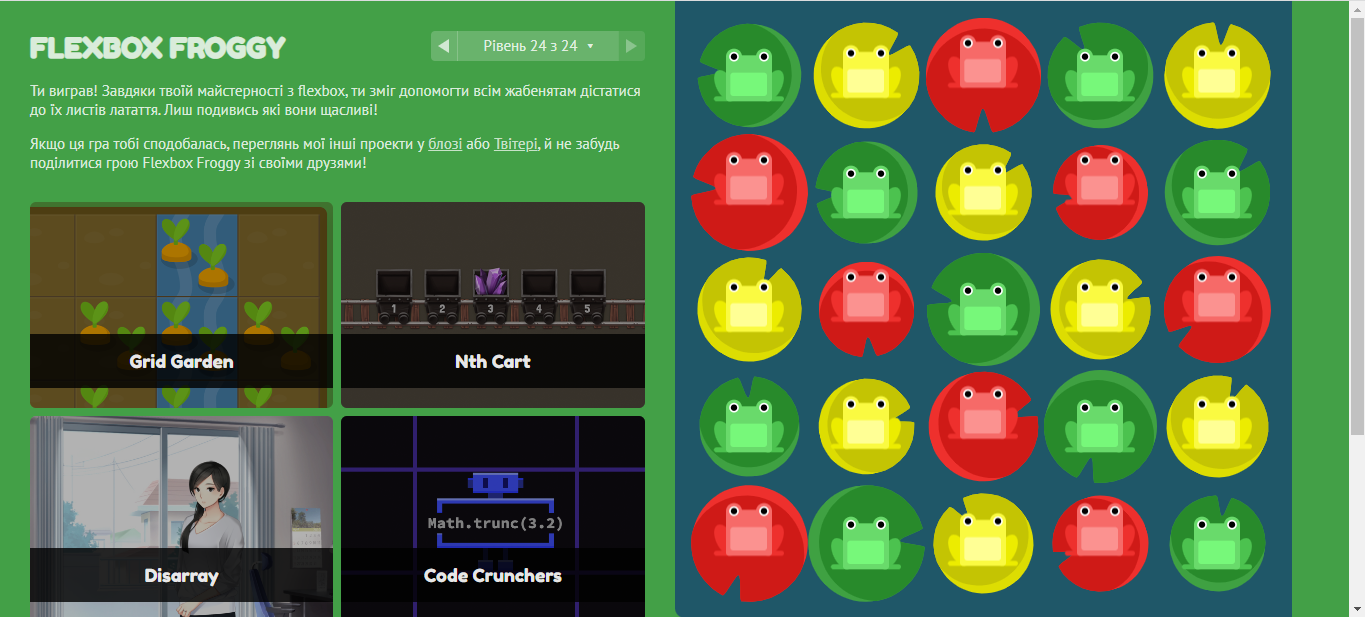 FLEXBOX FROGGY
Рівень 24 з 24
Ти виграв! Завдяки твоїй майстерності з flexbox, ти зміг допомогти всім жабенятам дістатися
до їх листів латаття. Лиш подивись які вони щасливі!
Якщо ця гра тобі сподобалась, переглянь мої інші проекти у блозі або Твітері, й не забудь
поділитися грою Flexbox Froggy зі своїми друзями!
1 2 3 4 5
Grid Garden
Nth Cart
Math.trunc(3.2)
Disarray
Code Crunchers